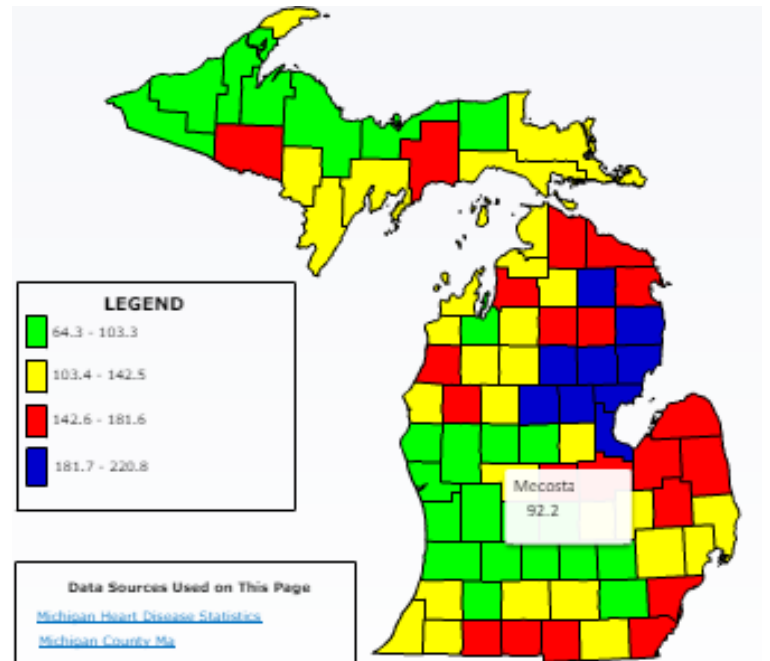 LEGEND
64.3 - 103.3
103.4 - 142.5
142.6 - 181.6
181.7 - 220.8
Mecosta
92.2
Data Sources Used on This Page
Michigan Heart Disease Statistics
Michigan County Ma